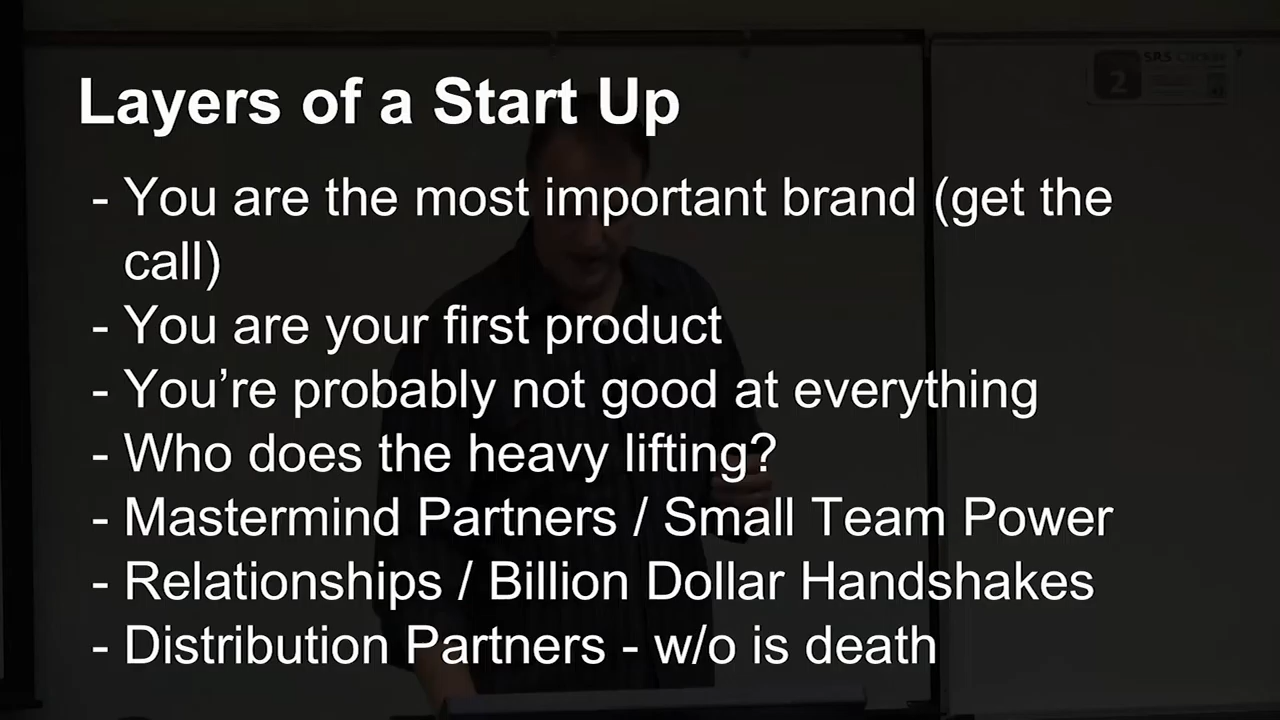 Layers of a Start Up
- You are the most important brand (get the
call)
- You are your first product
- You're probably not good at everything
- Who does the heavy lifting?
- Mastermind Partners / Small Team Power
- Relationships / Billion Dollar Handshakes
- Distribution Partners - w/o is death
2